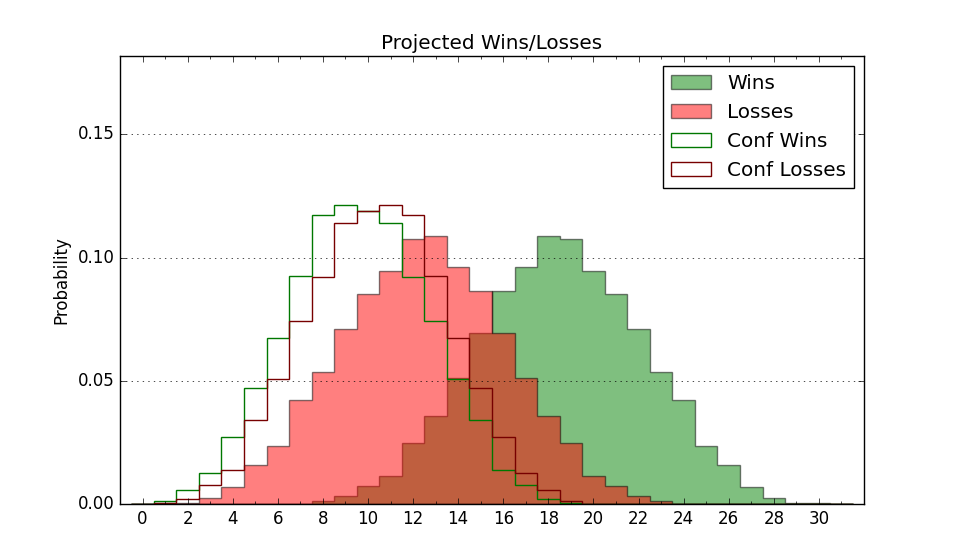 Projected Wins/Losses
Wins
Losses
Conf Wins
Conf Losses
Probability
0.15
0.10
0.05
0.00
0 2 4 6 8 10 12 14 16 18 20 22 24 26 28 30